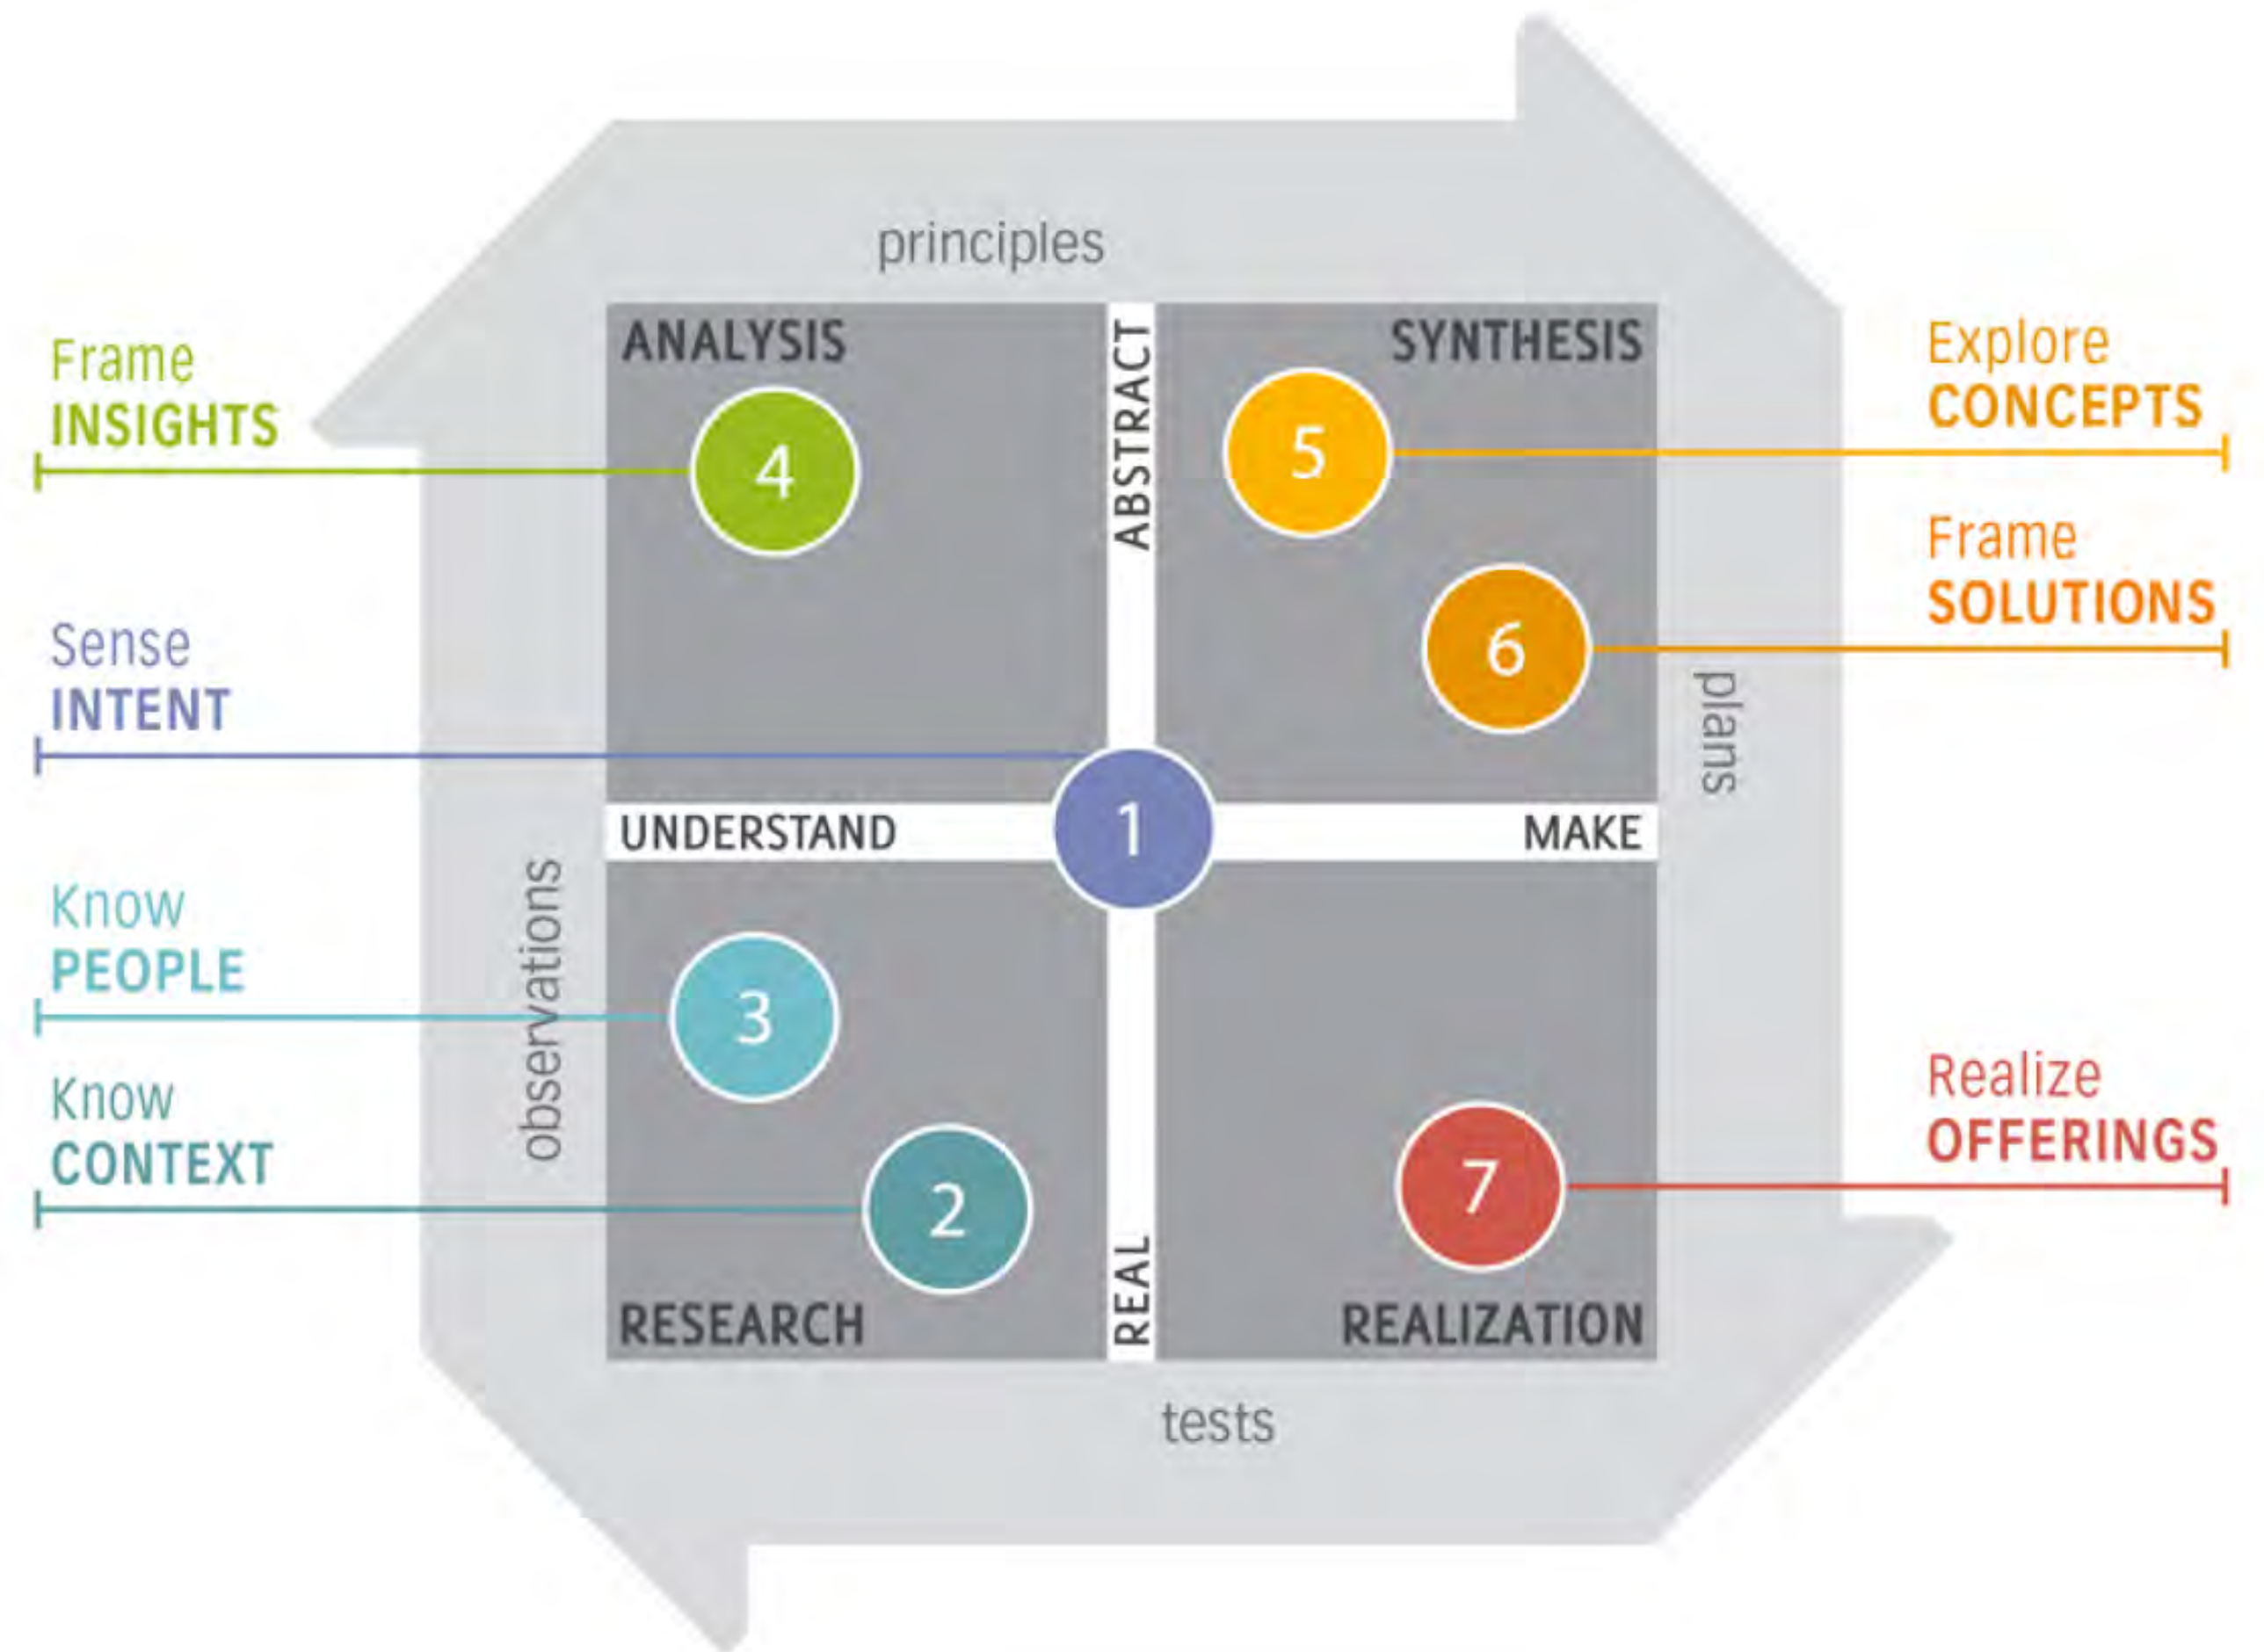 principles
ANALYSIS
SYNTHESIS
ABSTRACT
Frame
INSIGHTS
4
5
Explore
CONCEPTS
Sense
INTENT
6
Frame
SOLUTIONS
plans
UNDERSTAND
1
MAKE
observations
Know
PEOPLE
3
Know
CONTEXT
2
7
Realize
OFFERINGS
RESEARCH
REAL
REALIZATION
tests